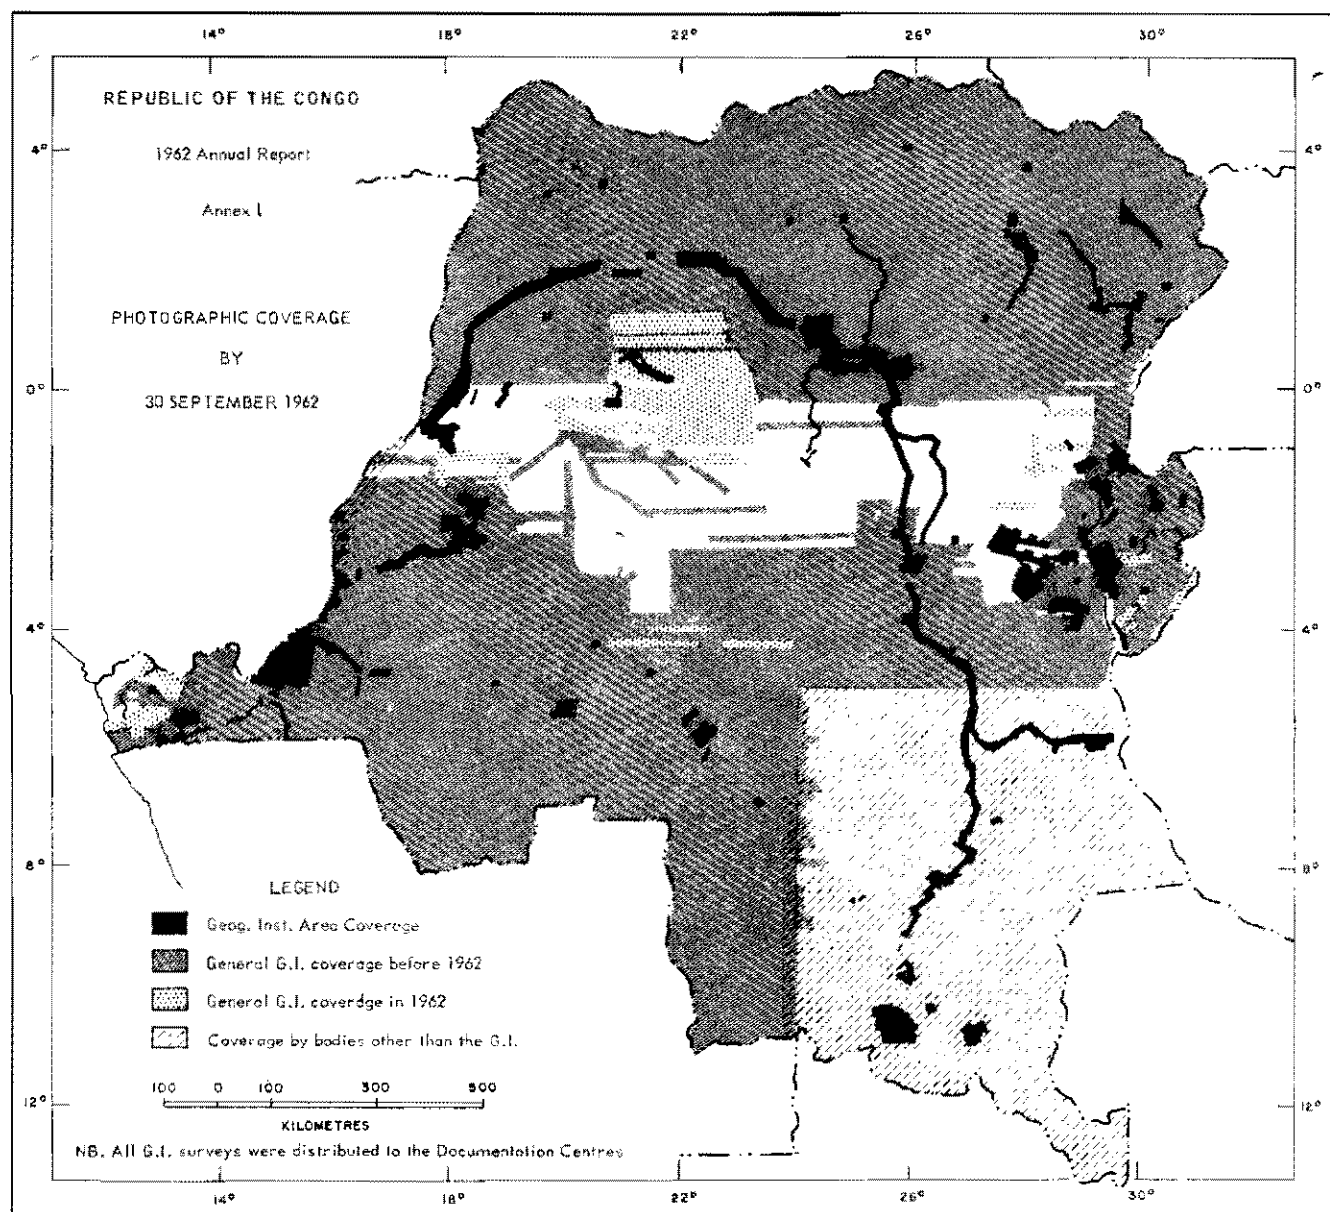 14° 18° 22° 26° 30°
REPUBLIC OF THE CONGO
4° 4°
1962 Annual Report
Annex I
PHOTOGRAPHIC COVERAGE
BY
0° 0°
30 SEPTEMBER 1962
4° 4°
8° 8°
LEGEND
Geog. Inst. Area Coverage
General G.I. coverage before 1962
General G.I. coverdge in 1962
Coverage by bodies other than the G.I.
100 0 100 300 500
12° 12°
KILOMETRES
NB. All G.I. surveys were distributed to the Documentation Centres
14° 18° 22° 26° 30°